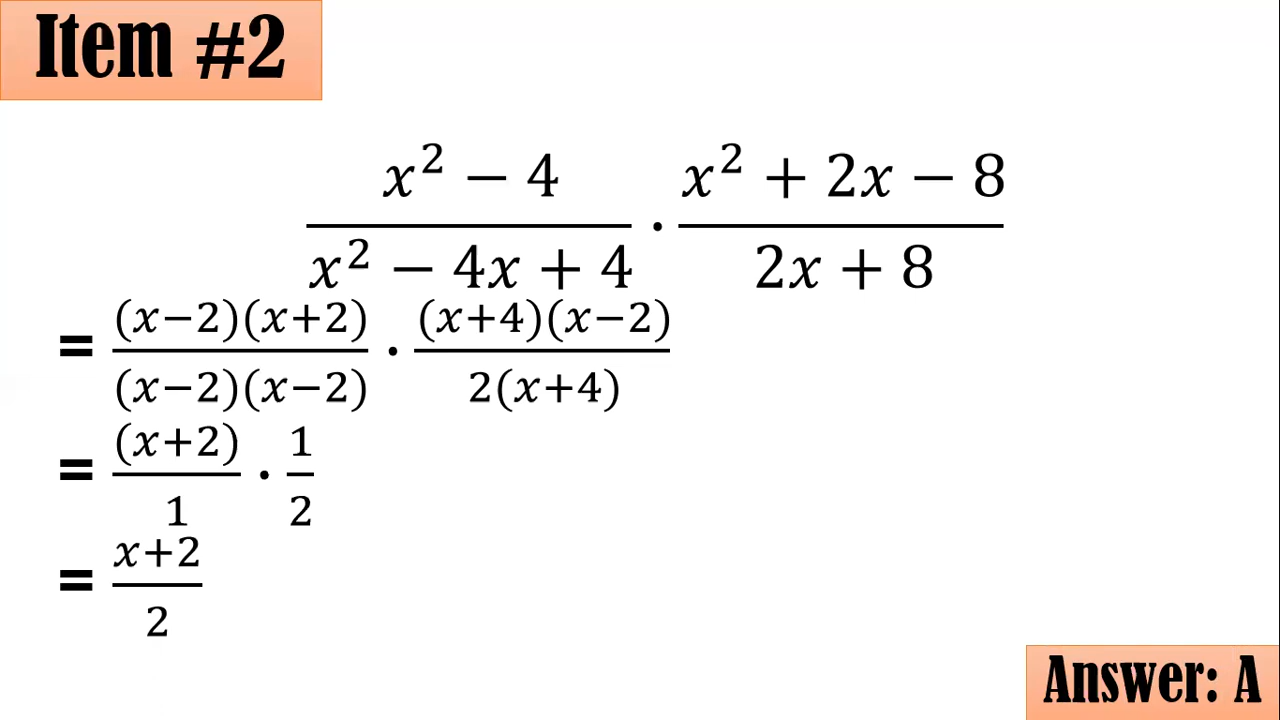 Item #2
x² − 4 / x² − 4x + 4 · x² + 2x − 8 / 2x + 8
= (x−2)(x+2) / (x−2)(x−2) · (x+4)(x−2) / 2(x+4)
= (x+2) / 1 · 1 / 2
= x+2 / 2
Answer: A